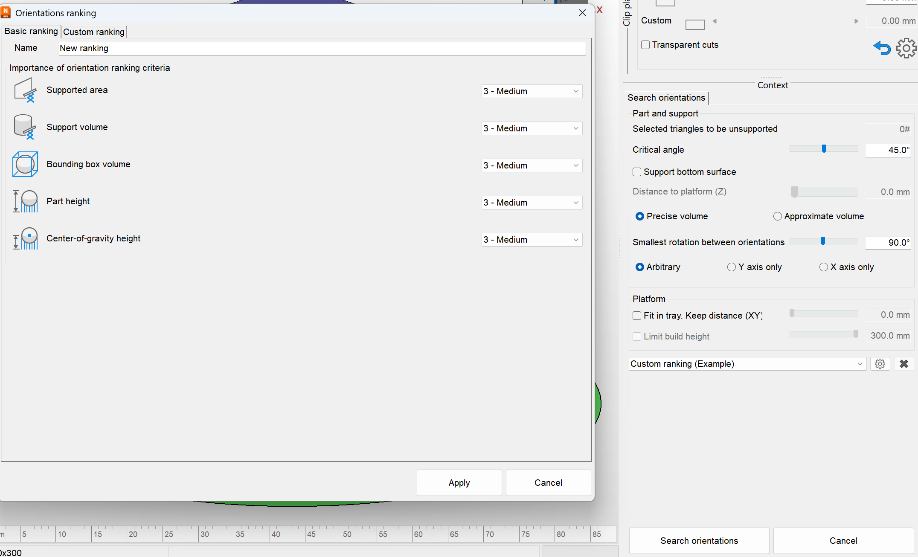 Orientations ranking
Basic ranking
Custom ranking
Name
New ranking
Importance of orientation ranking criteria
Supported area
3 - Medium
Support volume
3 - Medium
Bounding box volume
3 - Medium
Part height
3 - Medium
Center-of-gravity height
3 - Medium
Apply
Cancel
X
5 10 15 20 25 30 35 40 45 50 55 60 65 70 75 80 85
0x300
Custom
0.00 mm
Transparent cuts
Context
Search orientations
Part and support
Selected triangles to be unsupported 0#
Critical angle 45.0°
Support bottom surface
Distance to platform (Z) 0.0 mm
Precise volume Approximate volume
Smallest rotation between orientations 90.0°
Arbitrary Y axis only X axis only
Platform
Fit in tray. Keep distance (XY) 0.0 mm
Limit build height 300.0 mm
Custom ranking (Example)
Search orientations Cancel